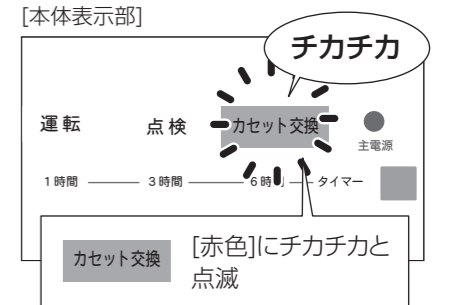 [本体表示部]
チカチカ
運転 点検 カセット交換
主電源
1時間 3時間 6時 タイマー
カセット交換
[赤色]にチカチカと
点滅